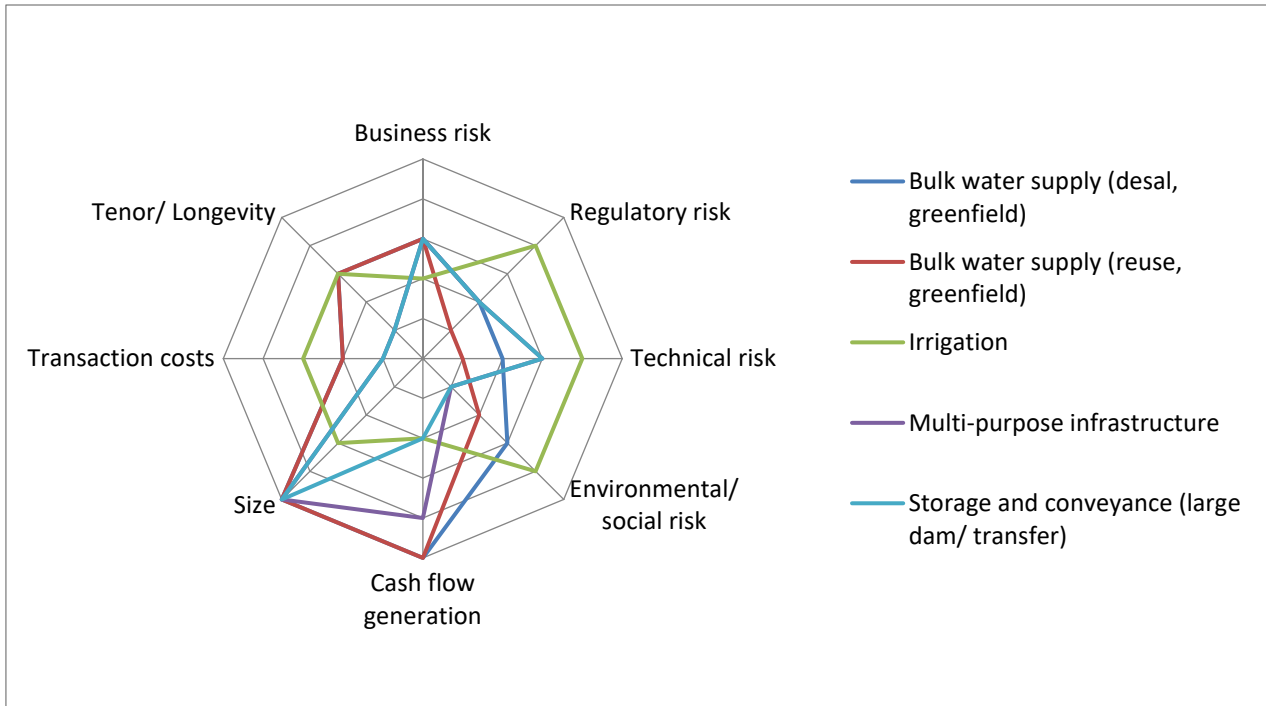 Business risk
Regulatory risk
Technical risk
Environmental/
social risk
Cash flow
generation
Size
Transaction costs
Tenor/ Longevity
Bulk water supply (desal,
greenfield)
Bulk water supply (reuse,
greenfield)
Irrigation
Multi-purpose infrastructure
Storage and conveyance (large
dam/ transfer)